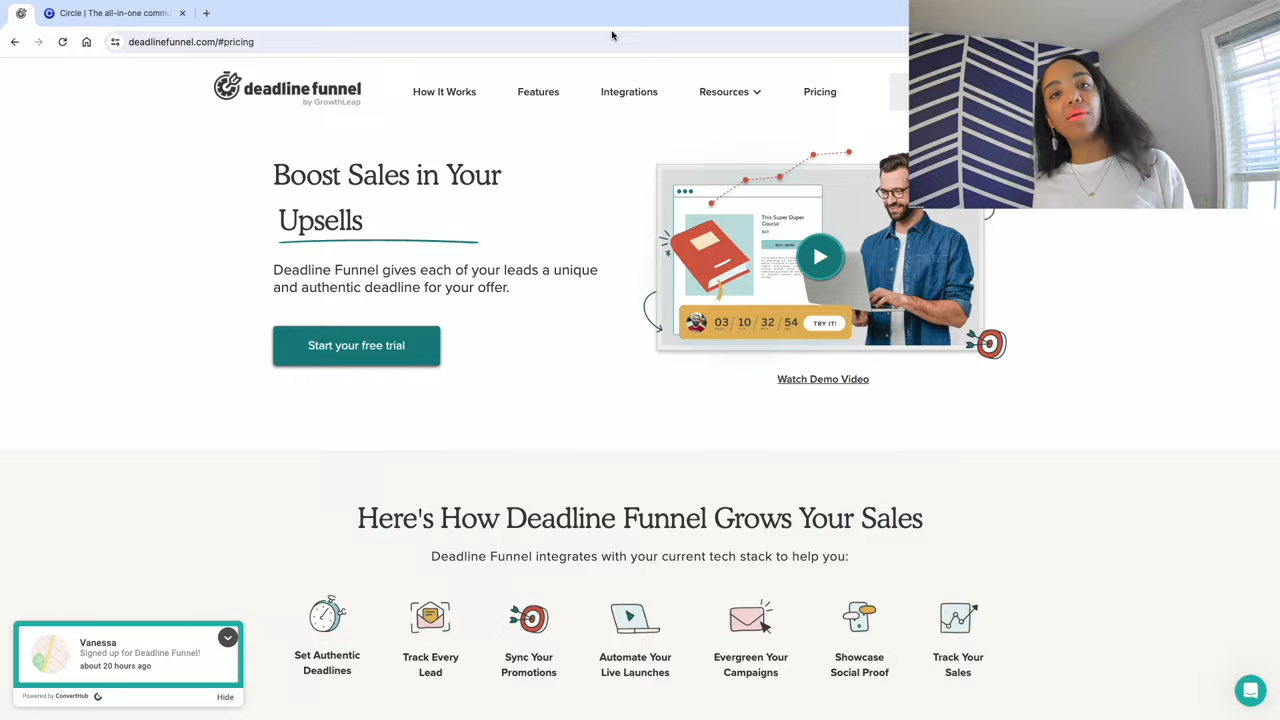 Circle | The all-in-one commu
deadlinefunnel.com/#pricing
deadline funnel
by GrowthLeap
How It Works
Features
Integrations
Resources
Pricing
Boost Sales in Your
Upsells
Deadline Funnel gives each of your leads a unique
and authentic deadline for your offer.
Start your free trial
This Super Duper
Course
$47
BUY NOW
03 / 10 / 32 / 54
TRY IT!
Watch Demo Video
Here's How Deadline Funnel Grows Your Sales
Deadline Funnel integrates with your current tech stack to help you:
Set Authentic
Deadlines
Track Every
Lead
Sync Your
Promotions
Automate Your
Live Launches
Evergreen Your
Campaigns
Showcase
Social Proof
Track Your
Sales
Vanessa
Signed up for Deadline Funnel!
about 20 hours ago
Powered by ConvertHub
Hide